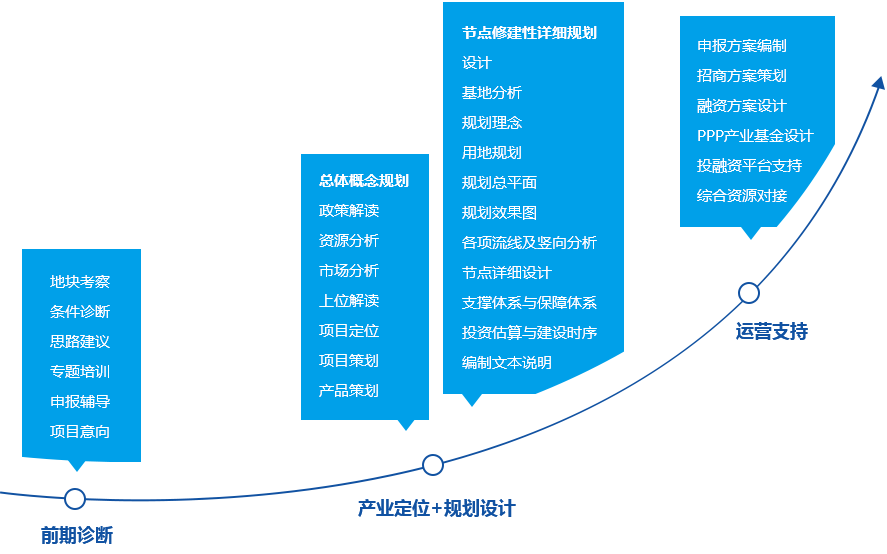 地块考察
条件诊断
思路建议
专题培训
申报辅导
项目意向
前期诊断
总体概念规划
政策解读
资源分析
市场分析
上位解读
项目定位
项目策划
产品策划
节点修建性详细规划
设计
基地分析
规划理念
用地规划
规划总平面
规划效果图
各项流线及竖向分析
节点详细设计
支撑体系与保障体系
投资估算与建设时序
编制文本说明
产业定位+规划设计
申报方案编制
招商方案策划
融资方案设计
PPP产业基金设计
投融资平台支持
综合资源对接
运营支持